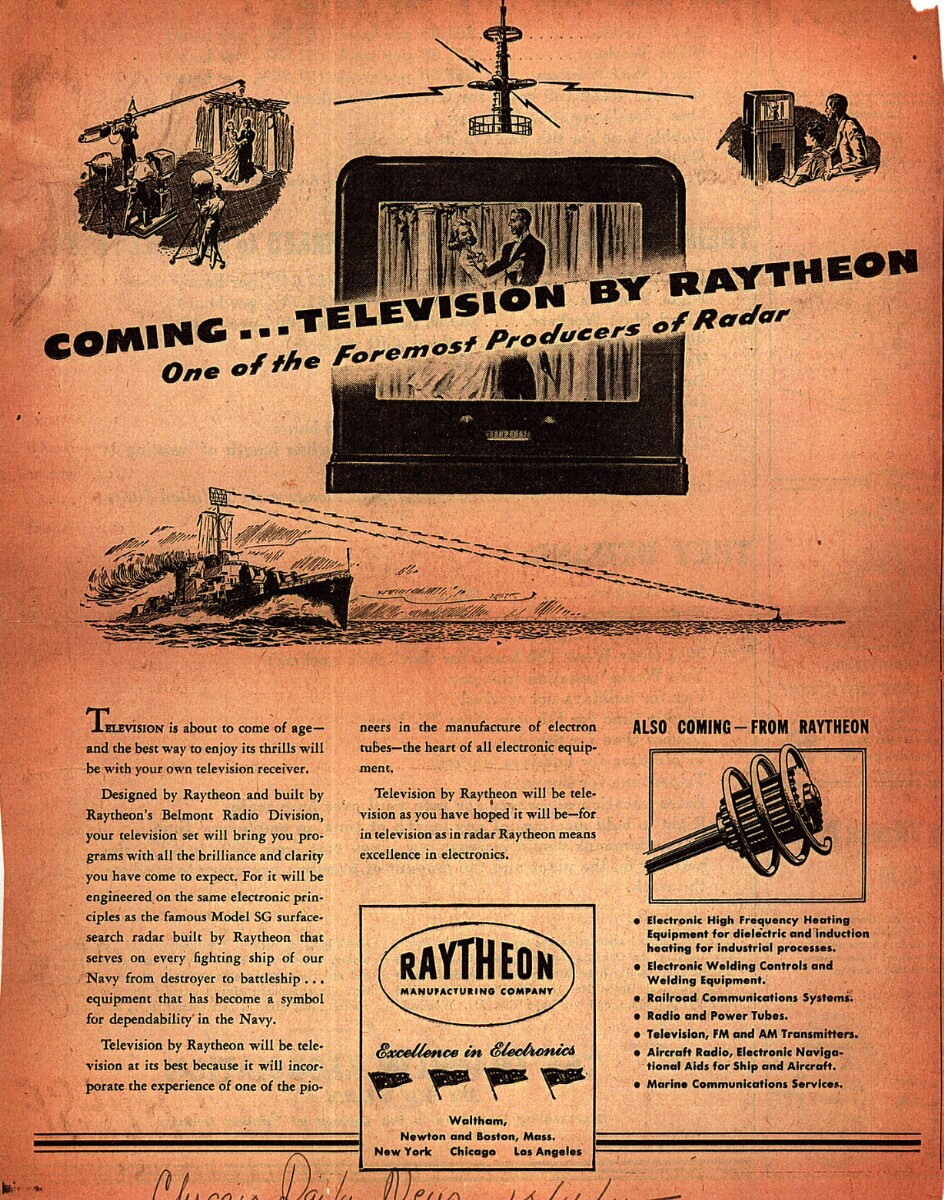 COMING...TELEVISION BY RAYTHEON
One of the Foremost Producers of Radar
TELEVISION is about to come of age—
and the best way to enjoy its thrills will
be with your own television receiver.
Designed by Raytheon and built by
Raytheon's Belmont Radio Division,
your television set will bring you pro-
grams with all the brilliance and clarity
you have come to expect. For it will be
engineered on the same electronic prin-
ciples as the famous Model SG surface-
search radar built by Raytheon that
serves on every fighting ship of our
Navy from destroyer to battleship...
equipment that has become a symbol
for dependability in the Navy.
Television by Raytheon will be tele-
vision at its best because it will incor-
porate the experience of one of the pio-
neers in the manufacture of electron
tubes—the heart of all electronic equip-
ment.
Television by Raytheon will be tele-
vision as you have hoped it will be—for
in television as in radar Raytheon means
excellence in electronics.
RAYTHEON
MANUFACTURING COMPANY
Excellence in Electronics
Waltham,
Newton and Boston, Mass.
New York Chicago Los Angeles
ALSO COMING—FROM RAYTHEON
• Electronic High Frequency Heating
Equipment for dielectric and induction
heating for industrial processes.
• Electronic Welding Controls and
Welding Equipment.
• Railroad Communications Systems.
• Radio and Power Tubes.
• Television, FM and AM Transmitters.
• Aircraft Radio, Electronic Naviga-
tional Aids for Ship and Aircraft.
• Marine Communications Services.
Daily News